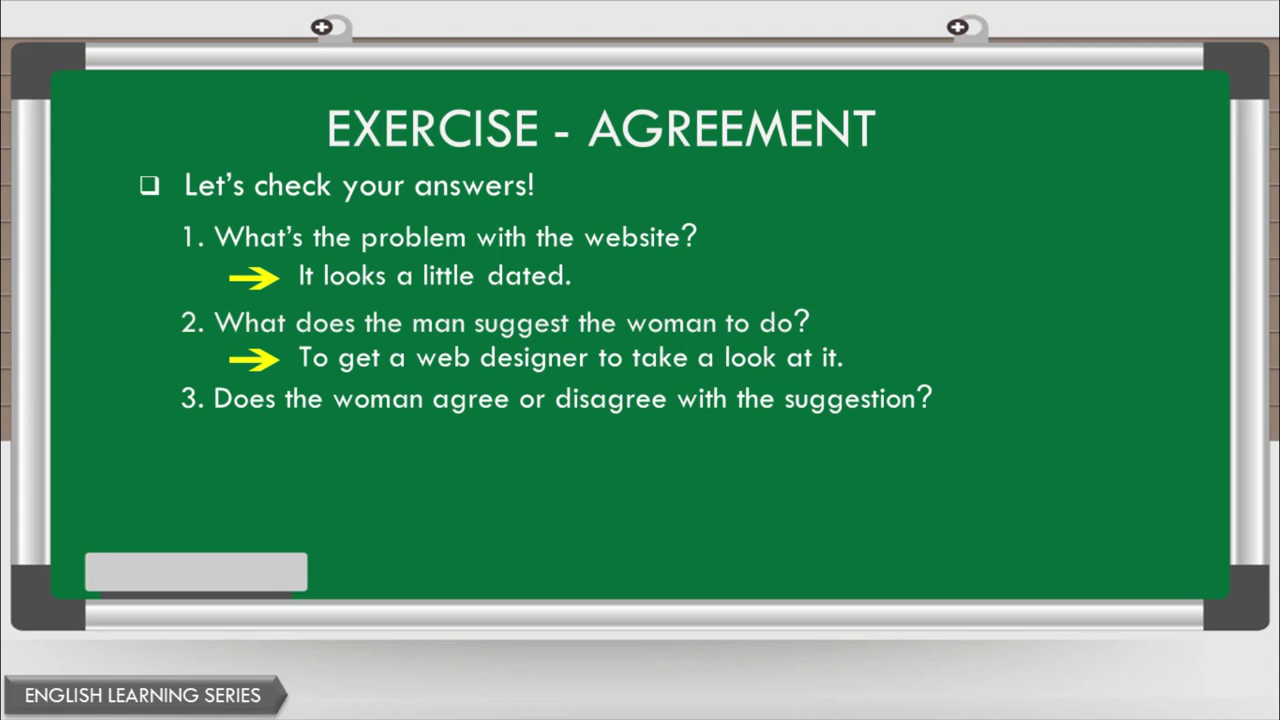 EXERCISE - AGREEMENT
❑ Let's check your answers!
1. What's the problem with the website?
➔ It looks a little dated.
2. What does the man suggest the woman to do?
➔ To get a web designer to take a look at it.
3. Does the woman agree or disagree with the suggestion?
ENGLISH LEARNING SERIES